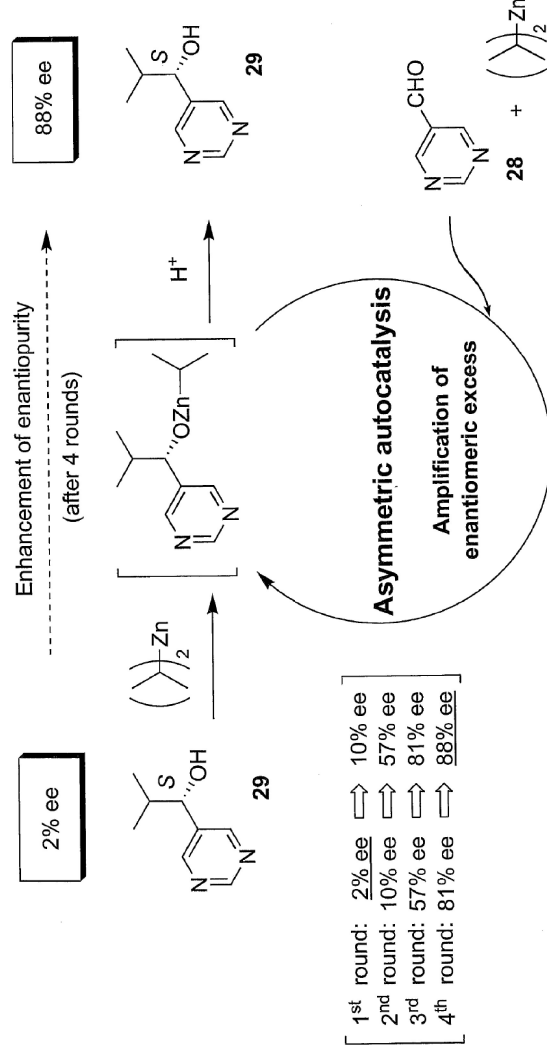 2% ee
Enhancement of enantiopurity
(after 4 rounds)
88% ee
S
OH
N
N
29
( )2 Zn
OZn
N
N
H+
S
OH
N
N
29
1st round: 2% ee ⇨ 10% ee
2nd round: 10% ee ⇨ 57% ee
3rd round: 57% ee ⇨ 81% ee
4th round: 81% ee ⇨ 88% ee
Asymmetric autocatalysis
Amplification of
enantiomeric excess
CHO
N
N
28
+
( )2 Zn